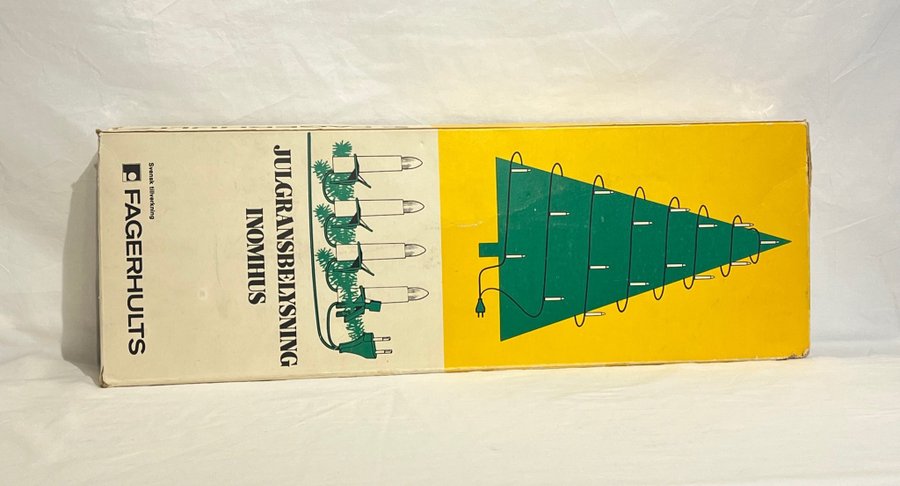 JULGRANSBELYSNING
INOMHUS
Svensk tillverkning
FAGERHULTS